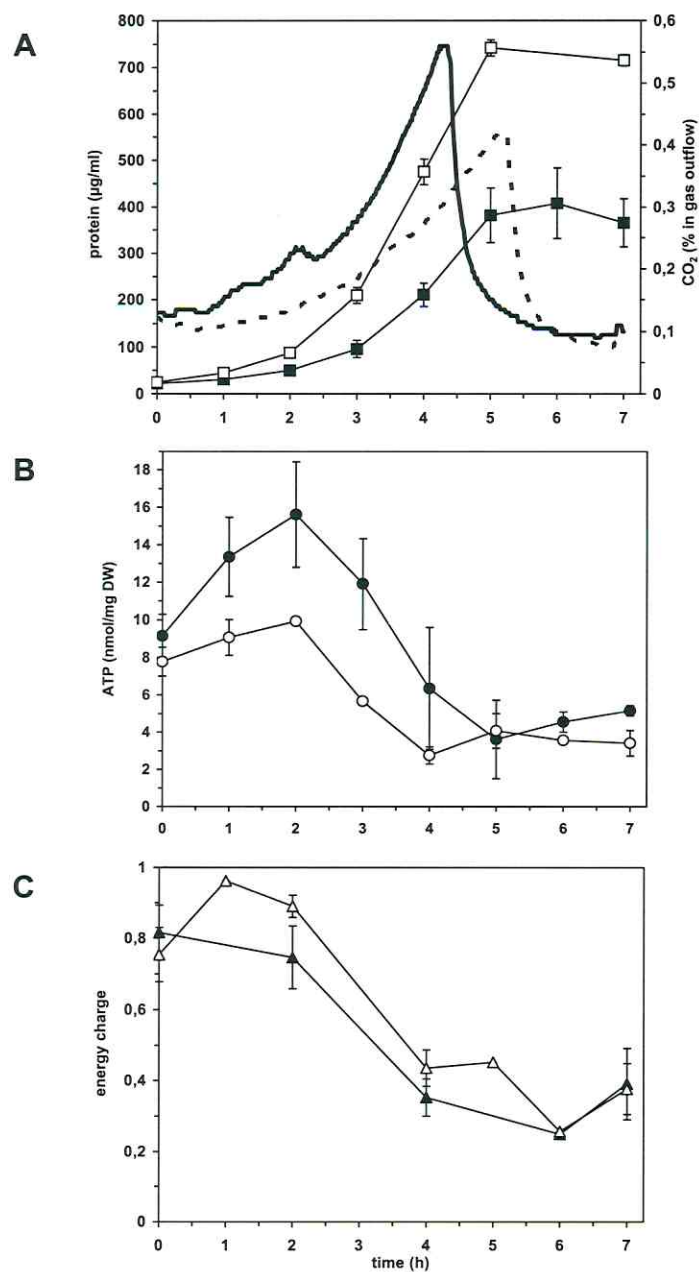 A
protein (µg/ml)
800
700
600
500
400
300
200
100
0
0 1 2 3 4 5 6 7
0,6
0,5
0,4
0,3
0,2
0,1
0
CO2 (% in gas outflow)
B
ATP (nmol/mg DW)
18
16
14
12
10
8
6
4
2
0
0 1 2 3 4 5 6 7
C
energy charge
1
0,8
0,6
0,4
0,2
0
0 1 2 3 4 5 6 7
time (h)